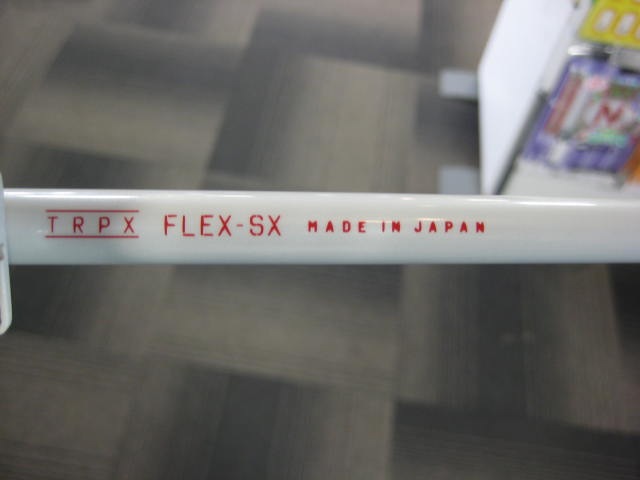 TRPX FLEX-SX MADE IN JAPAN